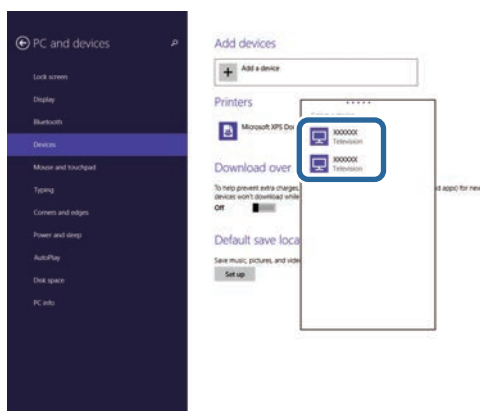 PC and devices
Lock screen
Display
Bluetooth
Devices
Mouse and touchpad
Typing
Corners and edges
Power and sleep
AutoPlay
Disk space
PC info
Add devices
Add a device
Printers
Microsoft XPS Do
Download over
To help prevent extra charges, d apps) for new
devices won't download while
Off
Default save loca
Save music, pictures, and vide
Set up
XXXXXX
Television
XXXXXX
Television